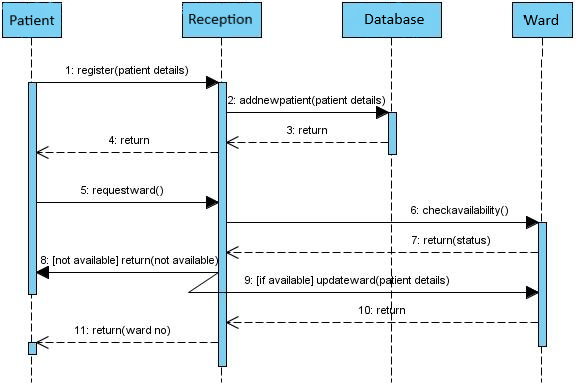 Patient
Reception
Database
Ward
1: register(patient details)
2: addnewpatient(patient details)
3: return
4: return
5: requestward()
6: checkavailability()
7: return(status)
8: [not available] return(not available)
9: [if available] updateward(patient details)
10: return
11: return(ward no)